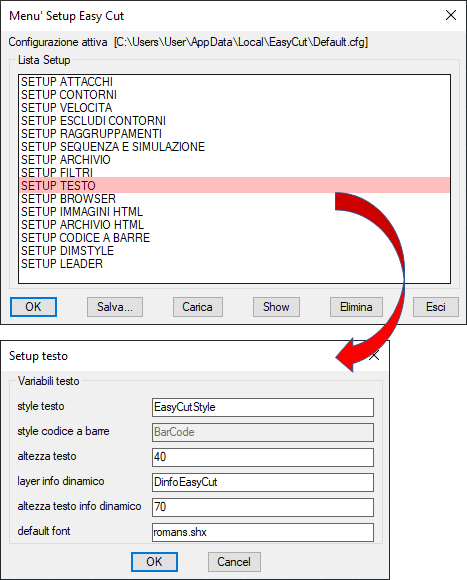 Menu' Setup Easy Cut
Configurazione attiva [C:\Users\User\AppData\Local\EasyCut\Default.cfg]
Lista Setup
SETUP ATTACCHI
SETUP CONTORNI
SETUP VELOCITA
SETUP ESCLUDI CONTORNI
SETUP RAGGRUPPAMENTI
SETUP SEQUENZA E SIMULAZIONE
SETUP ARCHIVIO
SETUP FILTRI
SETUP TESTO
SETUP BROWSER
SETUP IMMAGINI HTML
SETUP ARCHIVIO HTML
SETUP CODICE A BARRE
SETUP DIMSTYLE
SETUP LEADER
OK Salva... Carica Show Elimina Esci
Setup testo
Variabili testo
style testo EasyCutStyle
style codice a barre BarCode
altezza testo 40
layer info dinamico DinfoEasyCut
altezza testo info dinamico 70
default font romans.shx
OK Cancel